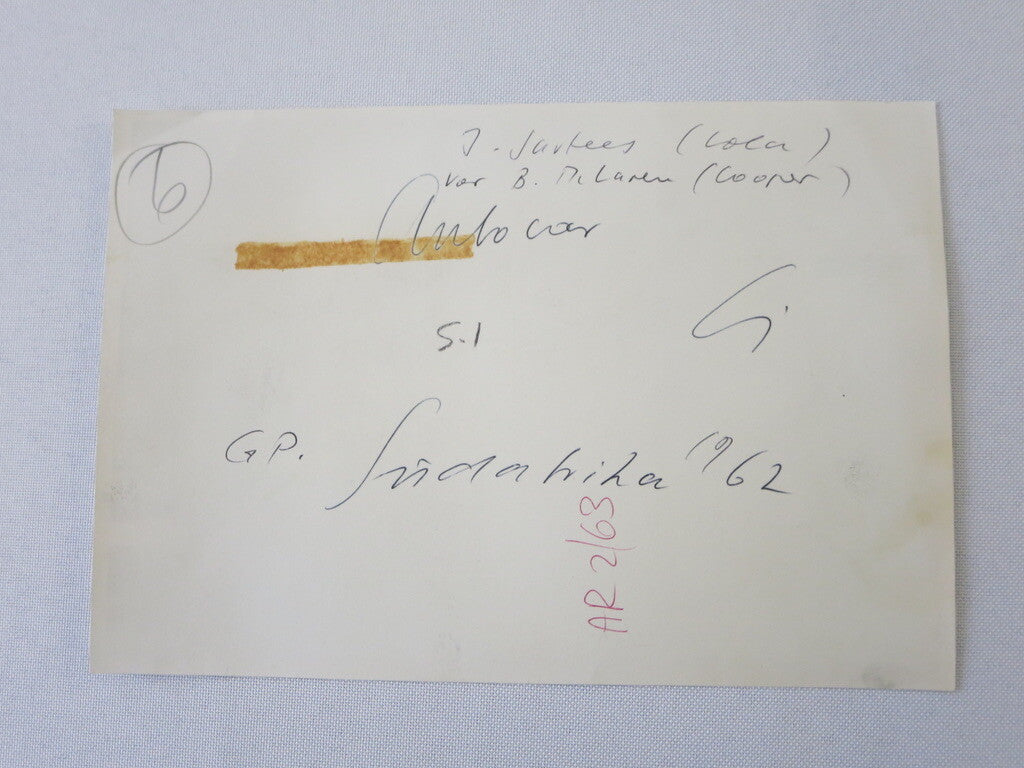 6
J. Surtees (Lola)
vor B. McLaren (Cooper)
Autocar
S.1
GP. Südafrika 1962
AR 2/63